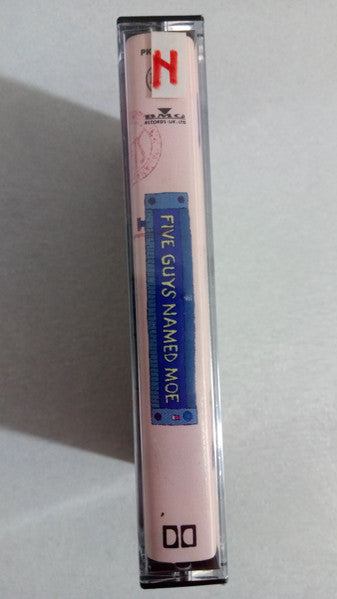 PK
N
BMG
RECORDS · UK · LTD
FIVE GUYS NAMED MOE